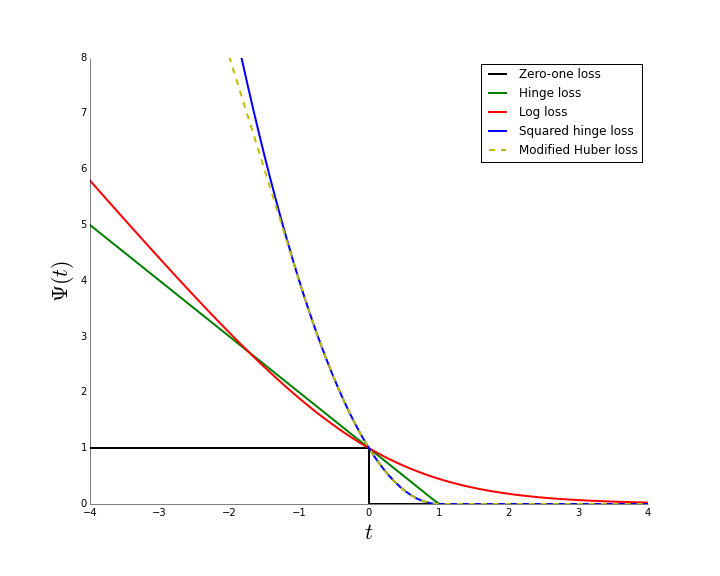 Zero-one loss
Hinge loss
Log loss
Squared hinge loss
Modified Huber loss
8
7
6
5
4
3
2
1
0
Ψ(t)
−4 −3 −2 −1 0 1 2 3 4
t